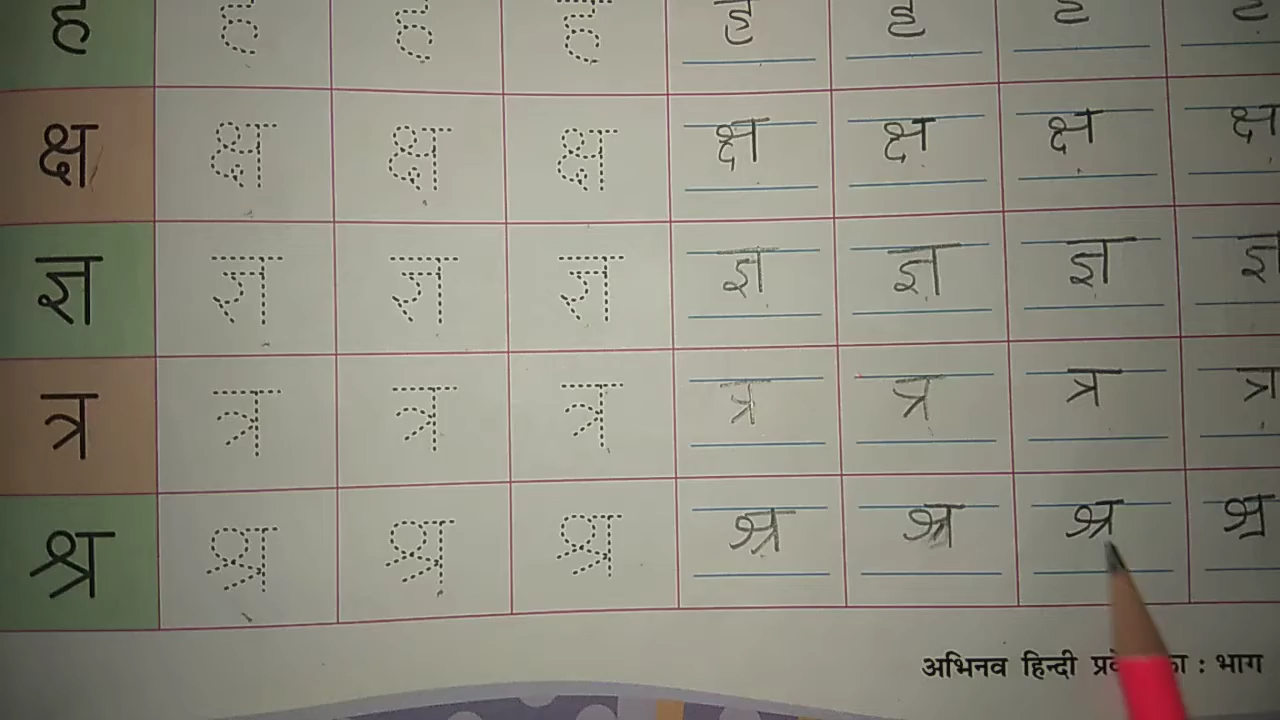 ह ह ह ह ह ह ह ह
क्ष क्ष क्ष क्ष क्ष क्ष क्ष क्ष
ज्ञ ज्ञ ज्ञ ज्ञ ज्ञ ज्ञ ज्ञ ज्ञ
त्र त्र त्र त्र त्र त्र त्र त्र
श्र श्र श्र श्र श्र श्र श्र श्र
अभिनव हिन्दी : भाग